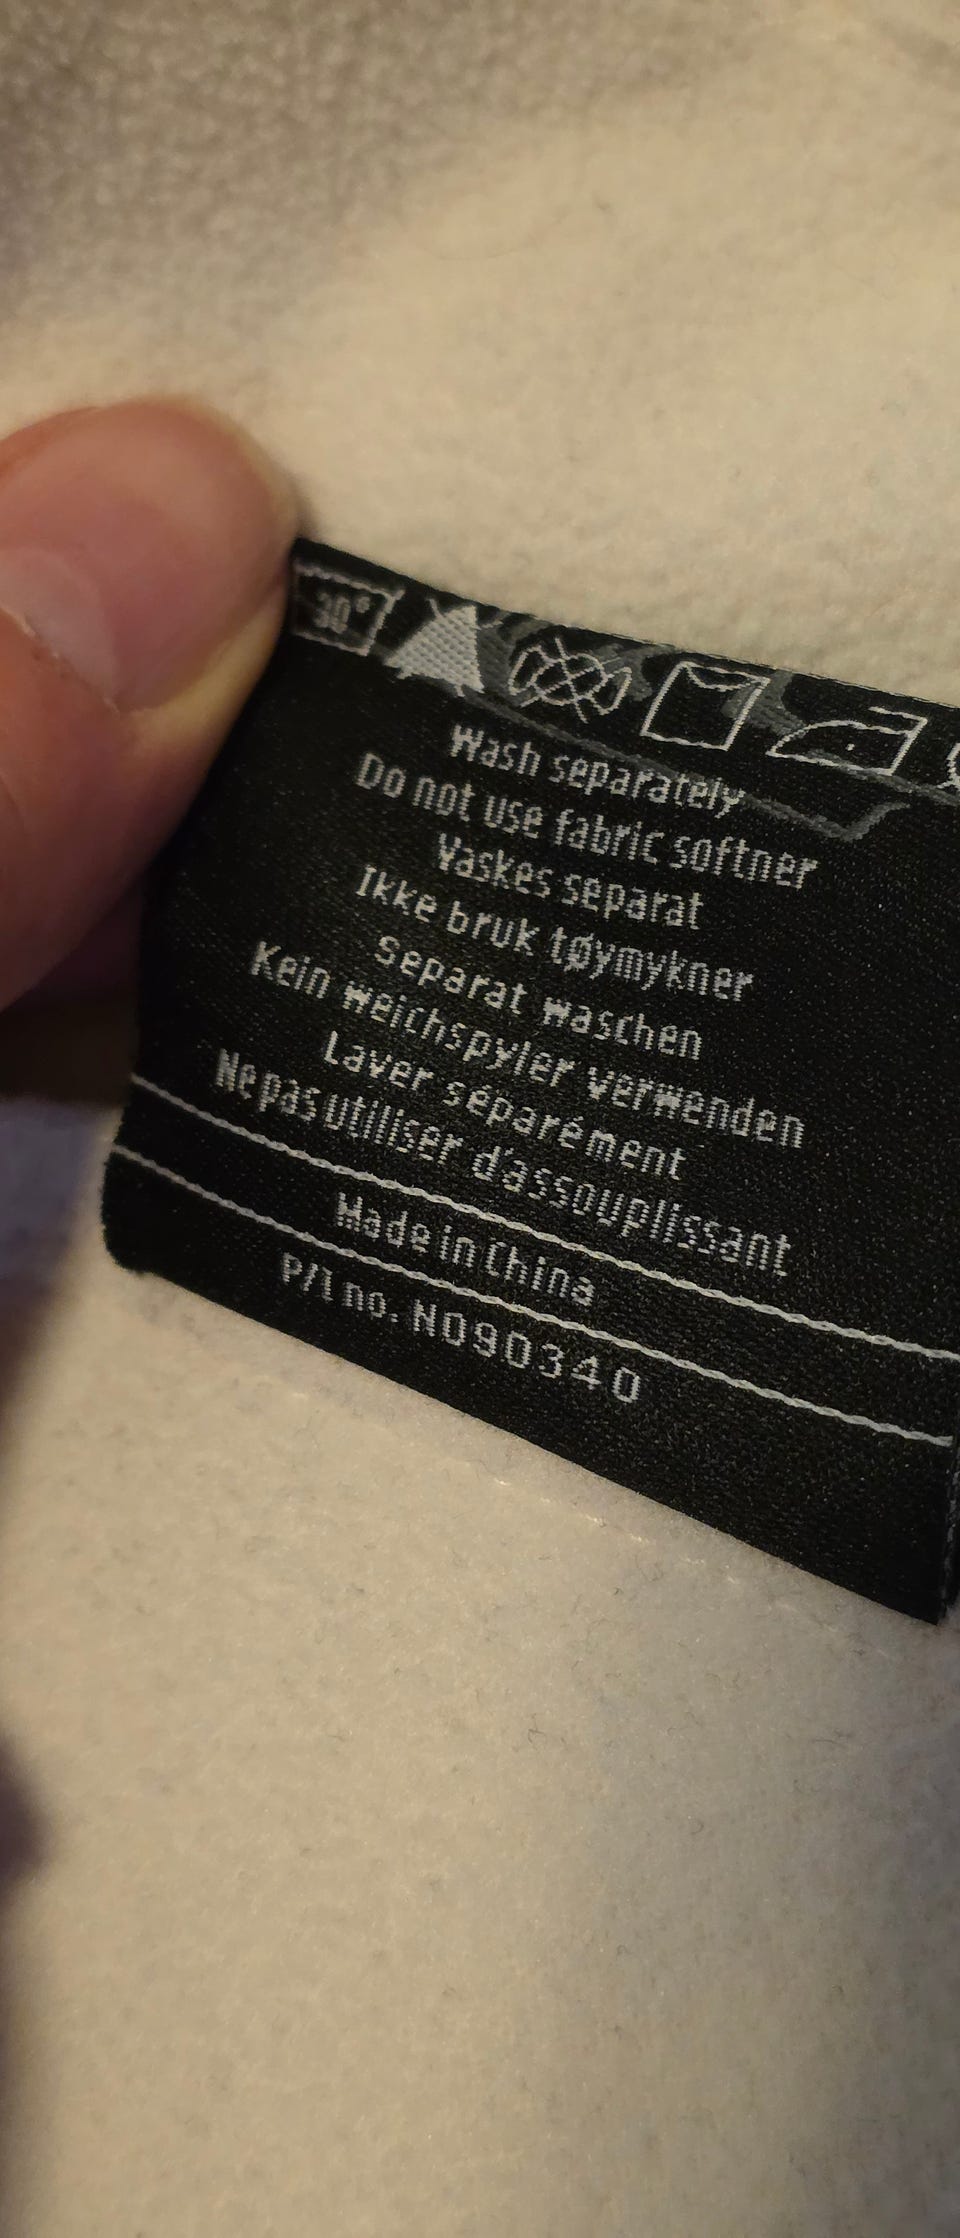 30°
Wash separately
Do not use fabric softner
Vaskes separat
Ikke bruk tøymykner
Separat waschen
Kein weichspyler verwenden
Laver séparément
Ne pas utiliser d'assouplissant
Made in China
P/I no. N090340